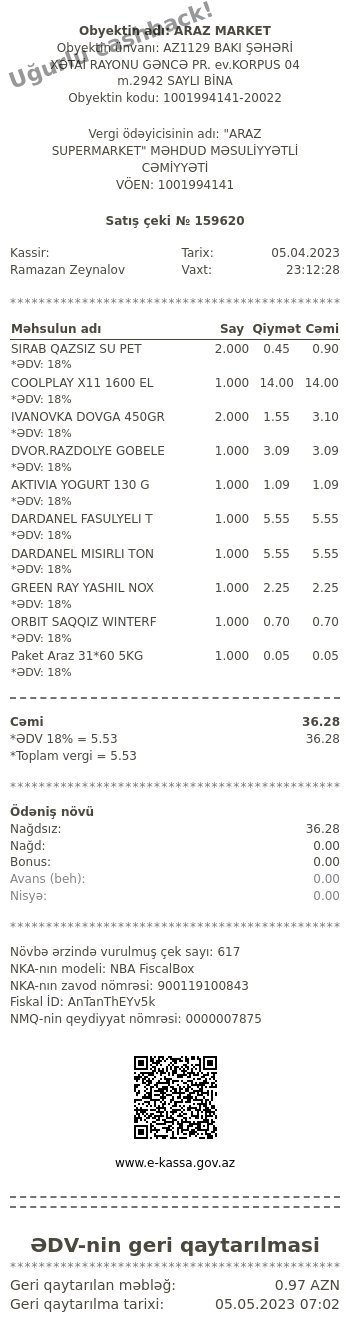 Uğurlu cashback!
Obyektin adı: ARAZ MARKET
Obyektin ünvanı: AZ1129 BAKI ŞƏHƏRİ
XƏTAİ RAYONU GƏNCƏ PR. ev.KORPUS 04
m.2942 SAYLI BİNA
Obyektin kodu: 1001994141-20022
Vergi ödəyicisinin adı: "ARAZ
SUPERMARKET" MƏHDUD MƏSULİYYƏTLİ
CƏMİYYƏTİ
VÖEN: 1001994141
Satış çeki № 159620
Kassir: Tarix: 05.04.2023
Ramazan Zeynalov Vaxt: 23:12:28
************************************************
Məhsulun adı Say Qiymət Cəmi
SIRAB QAZSIZ SU PET 2.000 0.45 0.90
*ƏDV: 18%
COOLPLAY X11 1600 EL 1.000 14.00 14.00
*ƏDV: 18%
IVANOVKA DOVGA 450GR 2.000 1.55 3.10
*ƏDV: 18%
DVOR.RAZDOLYE GOBELE 1.000 3.09 3.09
*ƏDV: 18%
AKTIVIA YOGURT 130 G 1.000 1.09 1.09
*ƏDV: 18%
DARDANEL FASULYELI T 1.000 5.55 5.55
*ƏDV: 18%
DARDANEL MISIRLI TON 1.000 5.55 5.55
*ƏDV: 18%
GREEN RAY YASHIL NOX 1.000 2.25 2.25
*ƏDV: 18%
ORBIT SAQQIZ WINTERF 1.000 0.70 0.70
*ƏDV: 18%
Paket Araz 31*60 5KG 1.000 0.05 0.05
*ƏDV: 18%
Cəmi 36.28
*ƏDV 18% = 5.53 36.28
*Toplam vergi = 5.53
************************************************
Ödəniş növü
Nağdsız: 36.28
Nağd: 0.00
Bonus: 0.00
Avans (beh): 0.00
Nisyə: 0.00
************************************************
Növbə ərzində vurulmuş çek sayı: 617
NKA-nın modeli: NBA FiscalBox
NKA-nın zavod nömrəsi: 900119100843
Fiskal İD: AnTanThEYv5k
NMQ-nin qeydiyyat nömrəsi: 0000007875
www.e-kassa.gov.az
ƏDV-nin geri qaytarılması
************************************************
Geri qaytarılan məbləğ: 0.97 AZN
Geri qaytarılma tarixi: 05.05.2023 07:02